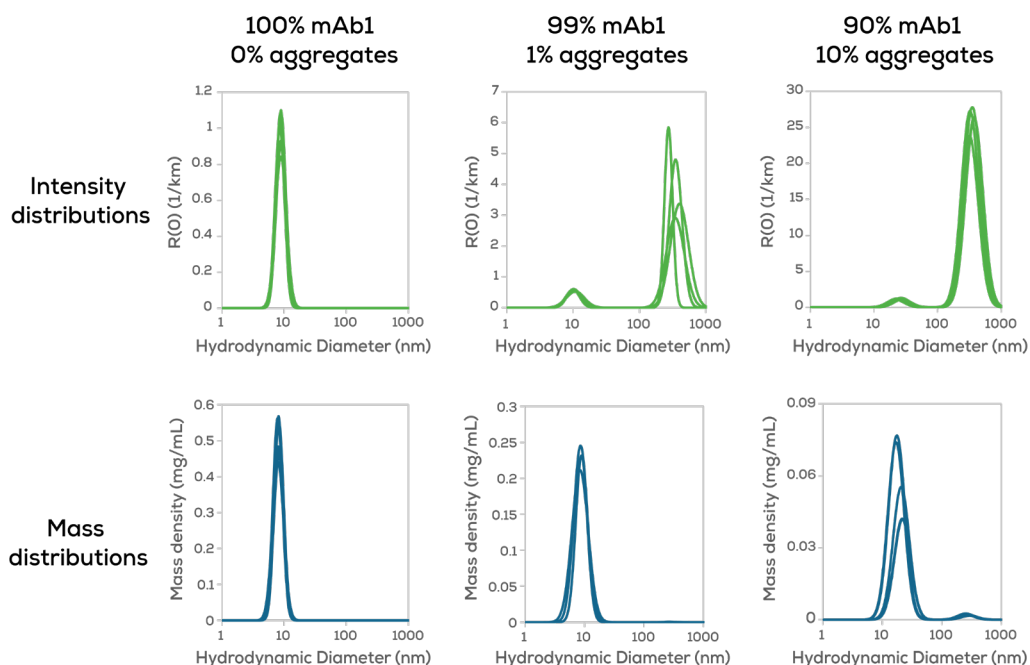 100% mAb1
0% aggregates
99% mAb1
1% aggregates
90% mAb1
10% aggregates
Intensity
distributions
R(0) (1/km)
1.2
1
0.8
0.6
0.4
0.2
0
1 10 100 1000
Hydrodynamic Diameter (nm)
R(0) (1/km)
7
6
5
4
3
2
1
0
1 10 100 1000
Hydrodynamic Diameter (nm)
R(0) (1/km)
30
25
20
15
10
5
0
1 10 100 1000
Hydrodynamic Diameter (nm)
Mass
distributions
Mass density (mg/mL)
0.6
0.5
0.4
0.3
0.2
0.1
0
1 10 100 1000
Hydrodynamic Diameter (nm)
Mass density (mg/mL)
0.3
0.25
0.2
0.15
0.1
0.05
0
1 10 100 1000
Hydrodynamic Diameter (nm)
Mass density (mg/mL)
0.09
0.06
0.03
0
1 10 100 1000
Hydrodynamic Diameter (nm)